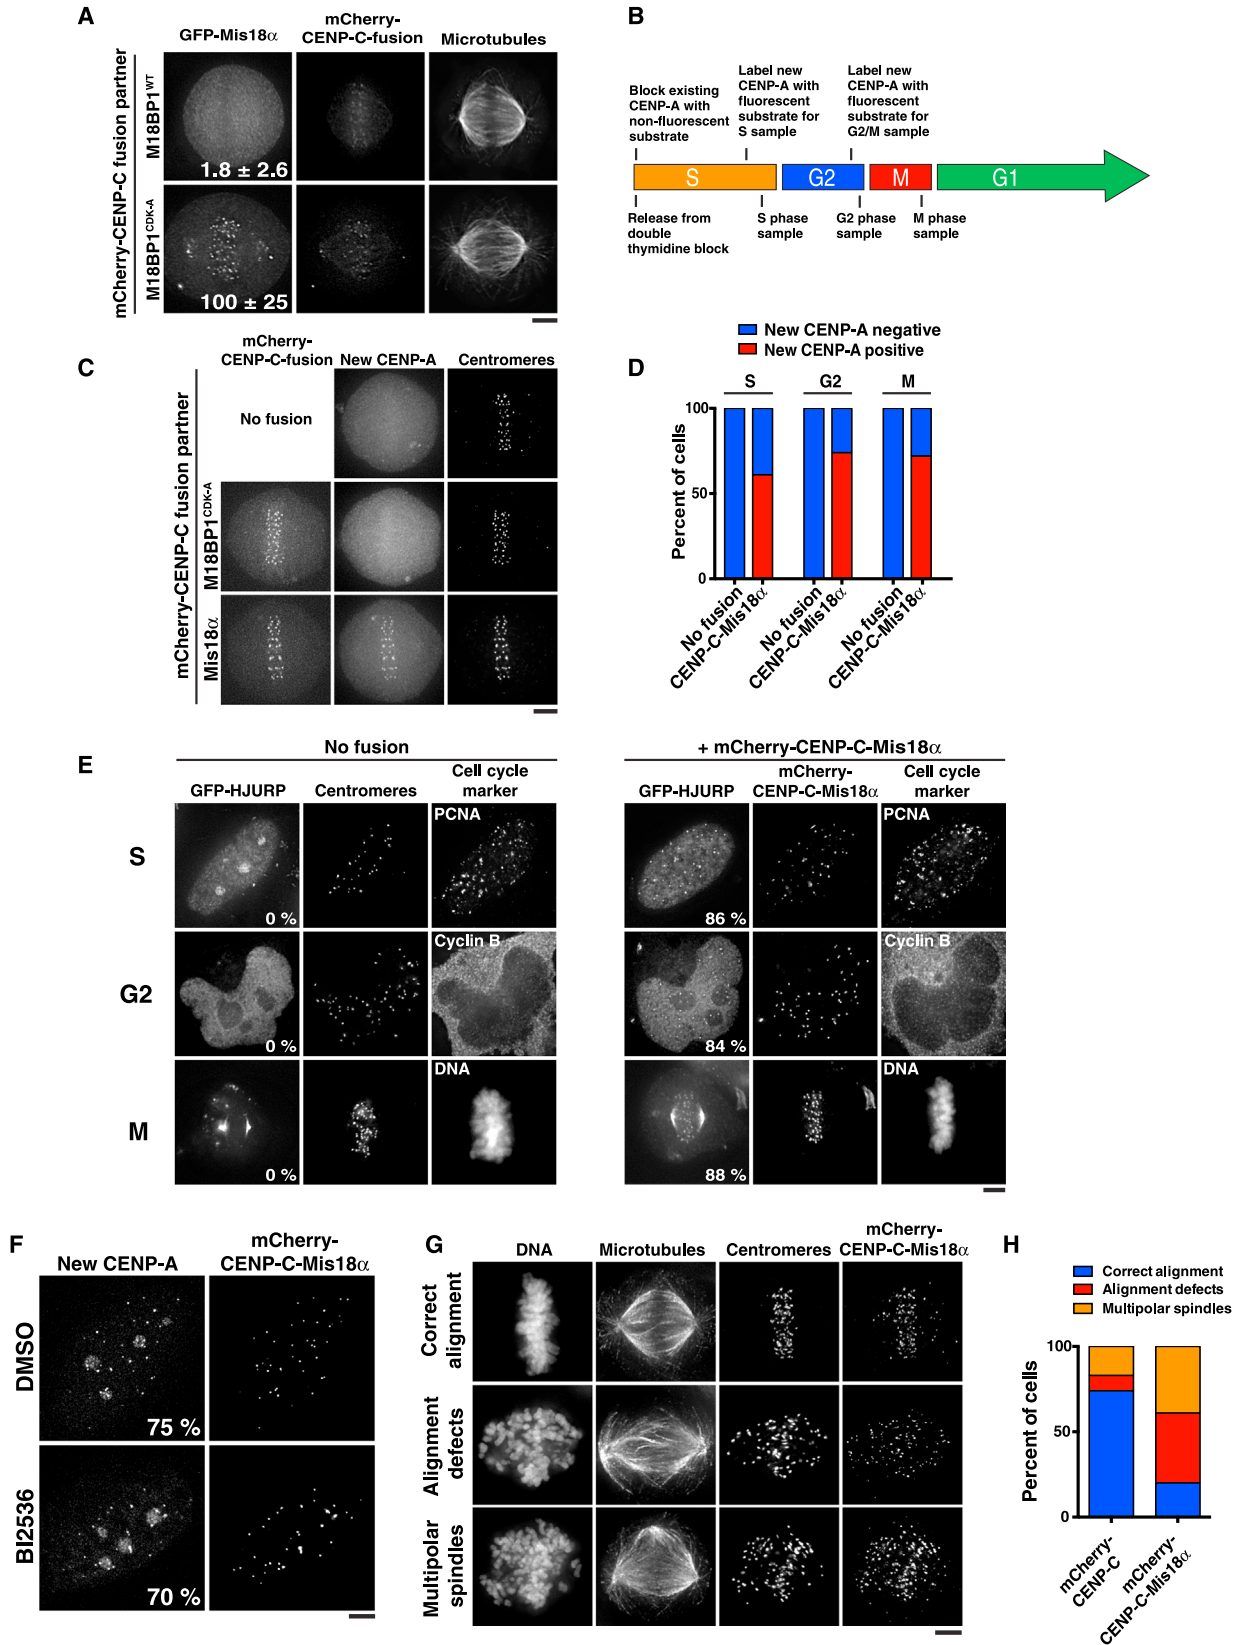 A
GFP-Mis18α
mCherry-
CENP-C-fusion
Microtubules
mCherry-CENP-C fusion partner
M18BP1WT
1.8 ± 2.6
M18BP1CDK-A
100 ± 25
B
Block existing
CENP-A with
non-fluorescent
substrate
Label new
CENP-A with
fluorescent
substrate for
S sample
Label new
CENP-A with
fluorescent
substrate for
G2/M sample
S
G2
M
G1
Release from
double
thymidine block
S phase
sample
G2 phase
sample
M phase
sample
C
mCherry-
CENP-C-fusion
New CENP-A
Centromeres
mCherry-CENP-C fusion partner
No fusion
M18BP1CDK-A
Mis18α
D
New CENP-A negative
New CENP-A positive
S
G2
M
Percent of cells
100
50
0
No fusion
CENP-C-Mis18α
No fusion
CENP-C-Mis18α
No fusion
CENP-C-Mis18α
E
No fusion
+ mCherry-CENP-C-Mis18α
GFP-HJURP
Centromeres
Cell cycle
marker
GFP-HJURP
mCherry-
CENP-C-Mis18α
Cell cycle
marker
S
0 %
PCNA
86 %
PCNA
G2
0 %
Cyclin B
84 %
Cyclin B
M
0 %
DNA
88 %
DNA
F
New CENP-A
mCherry-
CENP-C-Mis18α
DMSO
75 %
BI2536
70 %
G
DNA
Microtubules
Centromeres
mCherry-
CENP-C-Mis18α
Correct
alignment
Alignment
defects
Multipolar
spindles
H
Correct alignment
Alignment defects
Multipolar spindles
Percent of cells
100
50
0
mCherry-
CENP-C
mCherry-
CENP-C-Mis18α